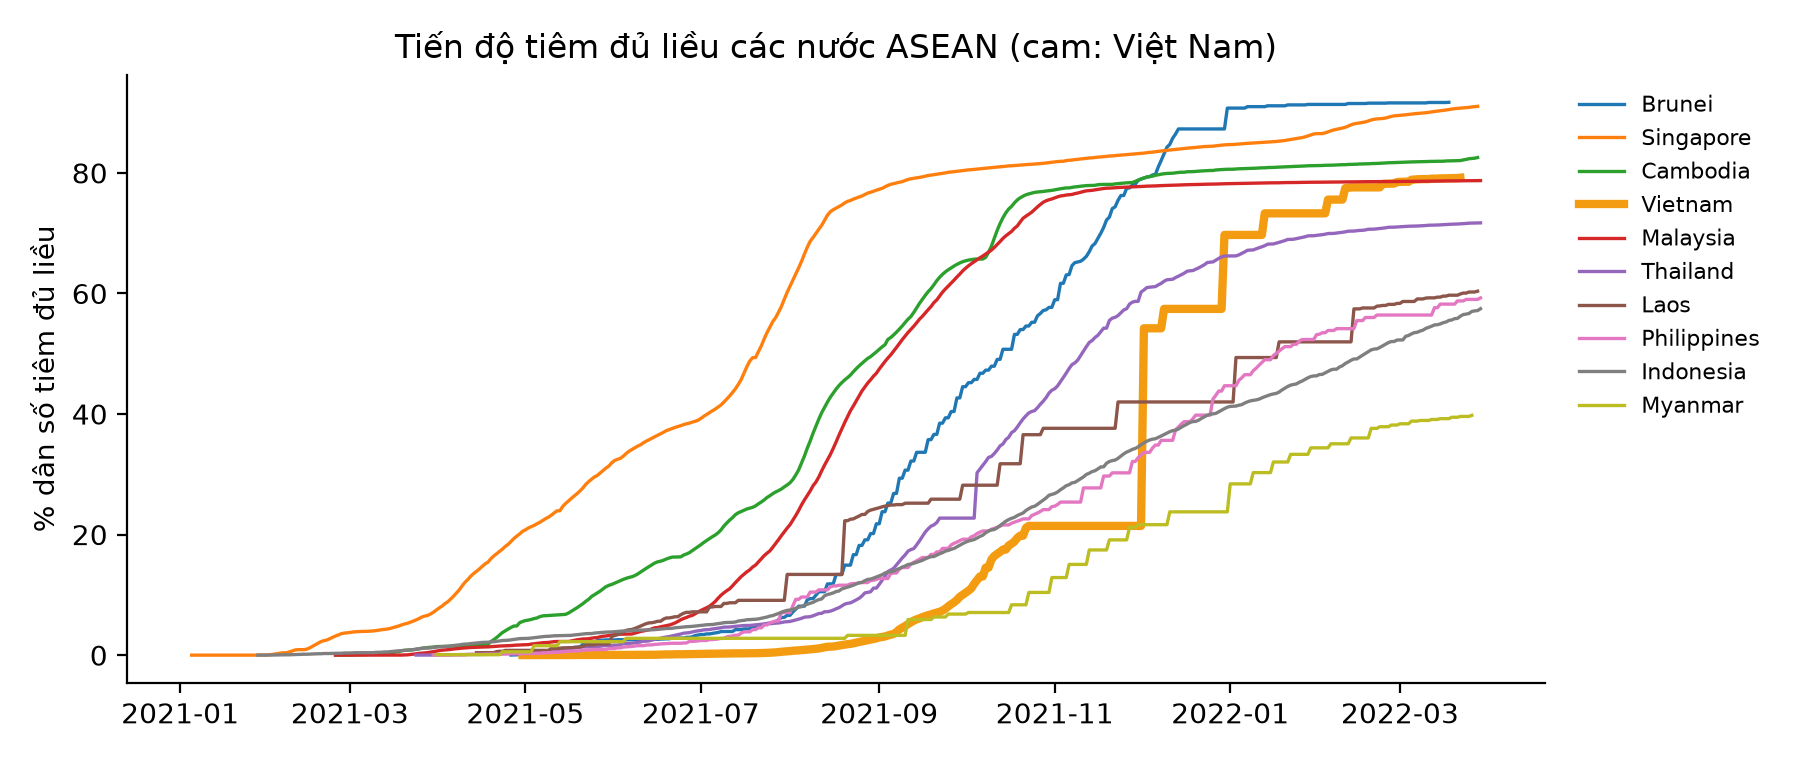 Tiến độ tiêm đủ liều các nước ASEAN (cam: Việt Nam)
% dân số tiêm đủ liều
80
60
40
20
0
2021-01
2021-03
2021-05
2021-07
2021-09
2021-11
2022-01
2022-03
Brunei
Singapore
Cambodia
Vietnam
Malaysia
Thailand
Laos
Philippines
Indonesia
Myanmar